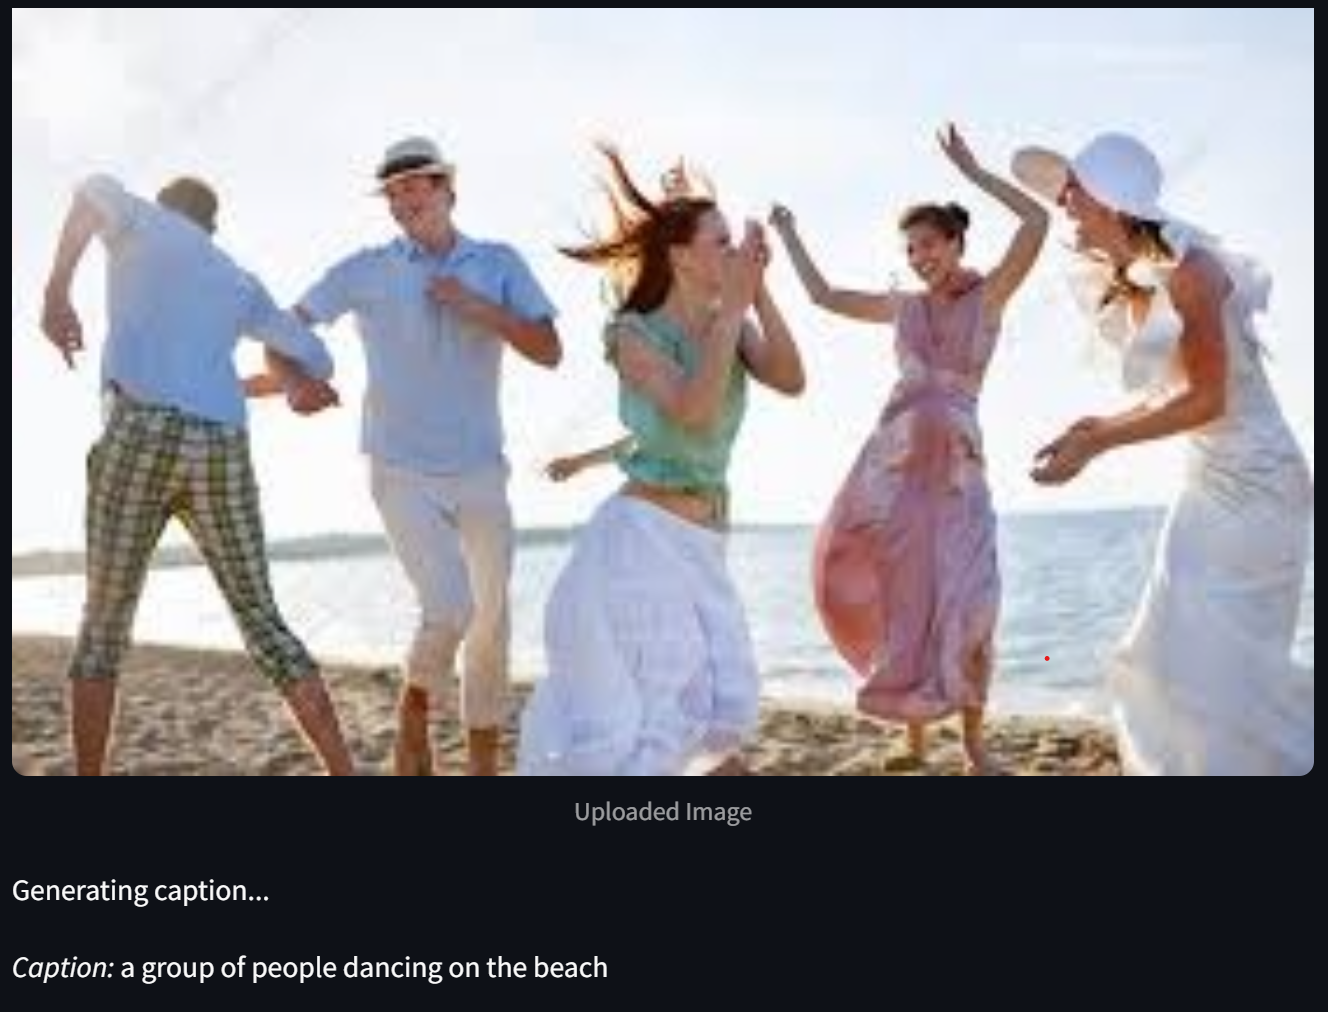 Uploaded Image
Generating caption...
Caption: a group of people dancing on the beach